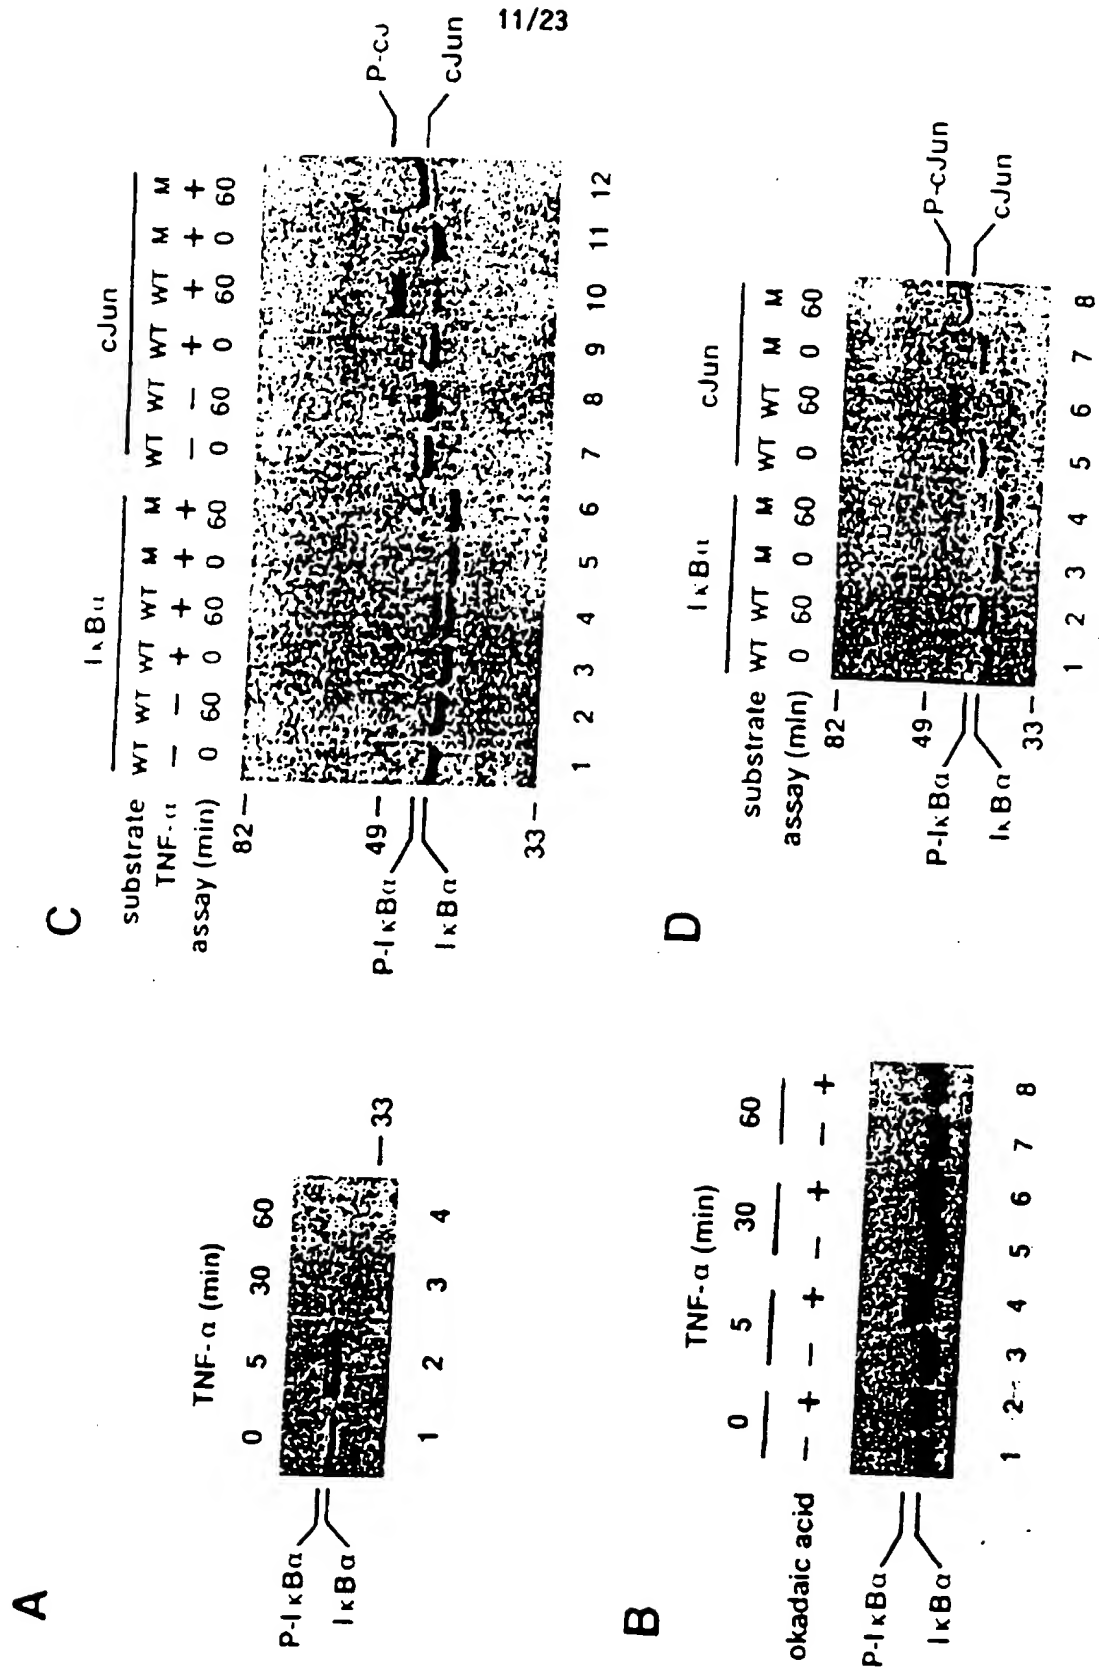 11/23
A
TNF-α (min)
0 5 30 60
P-IκBα
IκBα
33
1 2 3 4
B
TNF-α (min)
0 5 30 60
okadaic acid − + − + − + − +
P-IκBα
IκBα
1 2 3 4 5 6 7 8
C
IκBα cJun
substrate WT WT WT WT M M WT WT WT WT M M
TNF-α − − + + + + − − + + + +
assay (min) 0 60 0 60 0 60 0 60 0 60 0 60
82
49
P-IκBα
IκBα
33
P-cJ
cJun
1 2 3 4 5 6 7 8 9 10 11 12
D
IκBα cJun
substrate WT WT M M WT WT M M
assay (min) 0 60 0 60 0 60 0 60
82
49
P-IκBα
IκBα
33
P-cJun
cJun
1 2 3 4 5 6 7 8